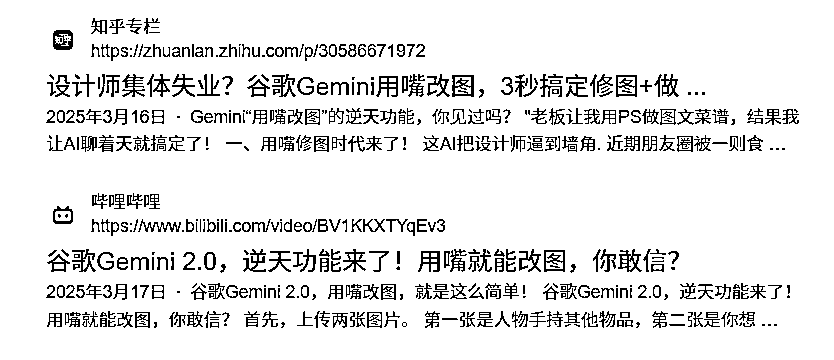 知乎专栏
知乎
https://zhuanlan.zhihu.com/p/30586671972
设计师集体失业？谷歌Gemini用嘴改图，3秒搞定修图+做 ...
2025年3月16日 · Gemini“用嘴改图”的逆天功能，你见过吗？ "老板让我用PS做图文菜谱，结果我
让AI聊着天就搞定了！ 一、用嘴修图时代来了！ 这AI把设计师逼到墙角. 近期朋友圈被一则食 ...
哔哩哔哩
https://www.bilibili.com/video/BV1KKXTYqEv3
谷歌Gemini 2.0，逆天功能来了！用嘴就能改图，你敢信？
2025年3月17日 · 谷歌Gemini 2.0，用嘴改图，就是这么简单！ 谷歌Gemini 2.0，逆天功能来了！
用嘴就能改图，你敢信？ 首先，上传两张图片。 第一张是人物手持其他物品，第二张是你想 ...